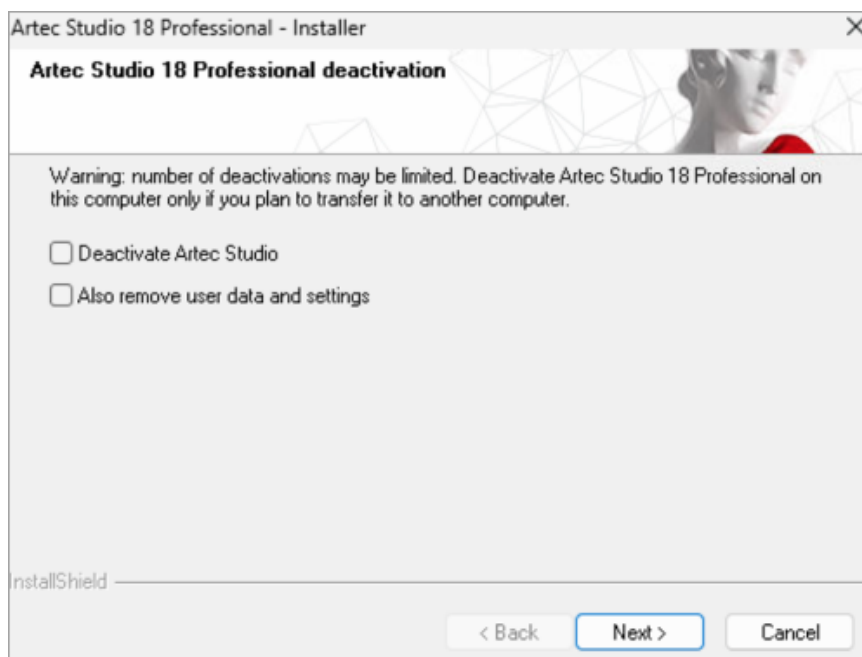 Artec Studio 18 Professional - Installer
Artec Studio 18 Professional deactivation
Warning: number of deactivations may be limited. Deactivate Artec Studio 18 Professional on
this computer only if you plan to transfer it to another computer.
Deactivate Artec Studio
Also remove user data and settings
InstallShield
< Back
Next >
Cancel